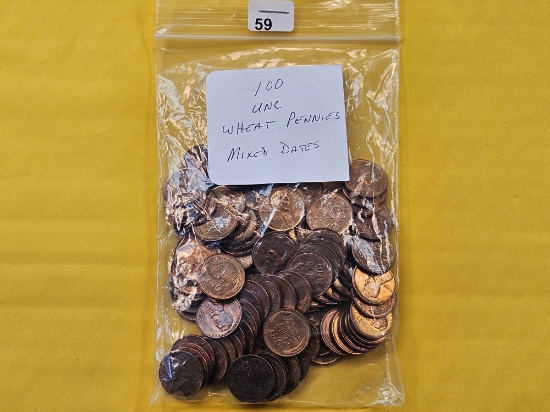 59
100
UNC
WHEAT PENNIES
MIXED DATES